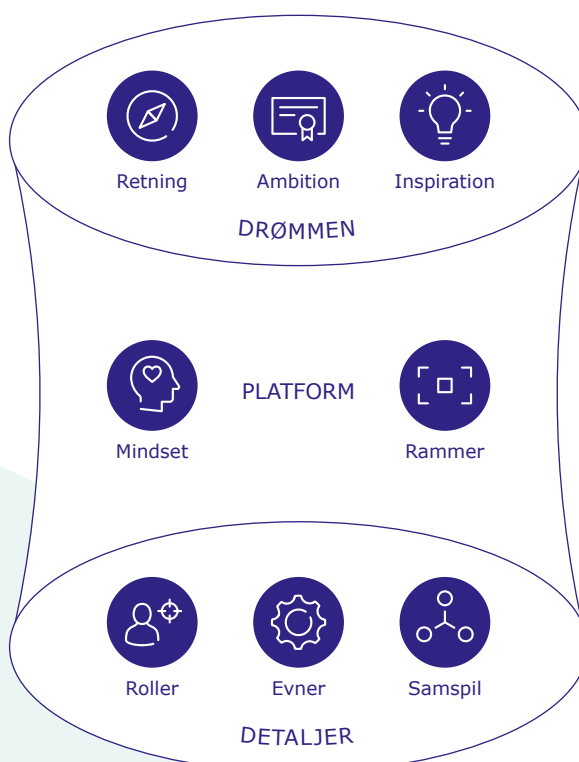 Retning Ambition Inspiration
DRØMMEN
PLATFORM
Mindset Rammer
Roller Evner Samspil
DETALJER